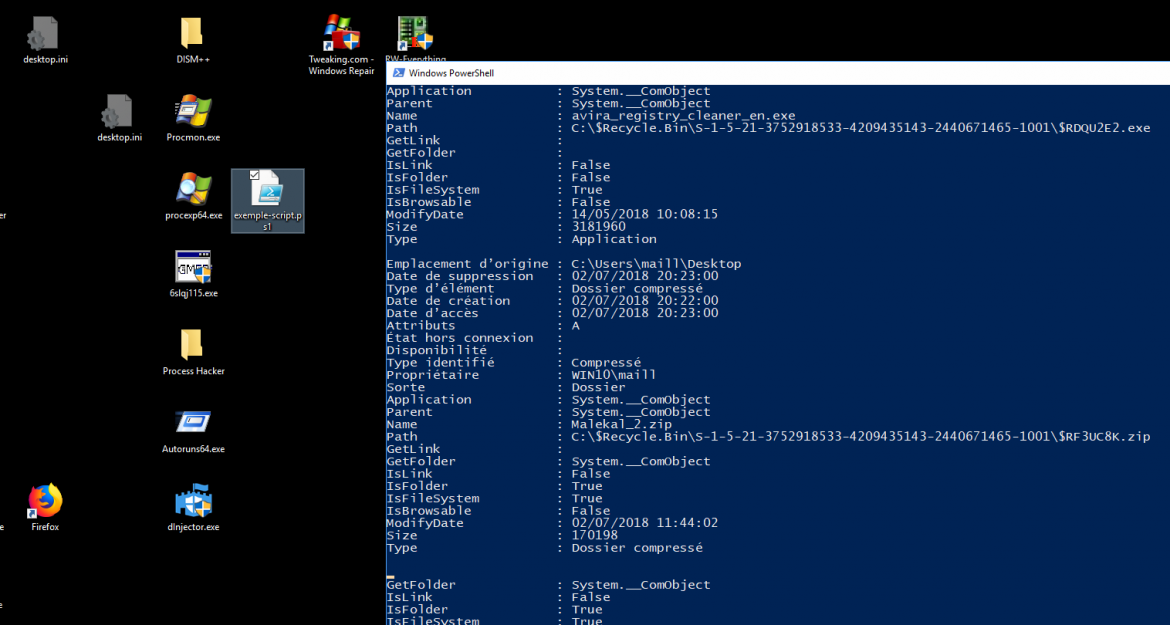 desktop.ini
DISM++
Tweaking.com -
Windows Repair
RW-Everything
desktop.ini
Procmon.exe
er
procexp64.exe
exemple-script.p
s1
6slqj115.exe
Process Hacker
Autoruns64.exe
e
Firefox
dInjector.exe
e
Windows PowerShell
Application : System.__ComObject
Parent : System.__ComObject
Name : avira_registry_cleaner_en.exe
Path : C:\$Recycle.Bin\S-1-5-21-3752918533-4209435143-2440671465-1001\$RDQU2E2.exe
GetLink :
GetFolder :
IsLink : False
IsFolder : False
IsFileSystem : True
IsBrowsable : False
ModifyDate : 14/05/2018 10:08:15
Size : 3181960
Type : Application
Emplacement d’origine : C:\Users\maill\Desktop
Date de suppression : 02/07/2018 20:23:00
Type d’élément : Dossier compressé
Date de création : 02/07/2018 20:22:00
Date d’accès : 02/07/2018 20:23:00
Attributs : A
État hors connexion :
Disponibilité :
Type identifié : Compressé
Propriétaire : WIN10\maill
Sorte : Dossier
Application : System.__ComObject
Parent : System.__ComObject
Name : Malekal_2.zip
Path : C:\$Recycle.Bin\S-1-5-21-3752918533-4209435143-2440671465-1001\$RF3UC8K.zip
GetLink :
GetFolder : System.__ComObject
IsLink : False
IsFolder : True
IsFileSystem : True
IsBrowsable : False
ModifyDate : 02/07/2018 11:44:02
Size : 170198
Type : Dossier compressé
GetFolder : System.__ComObject
IsLink : False
IsFolder : True
IsFileSystem : True